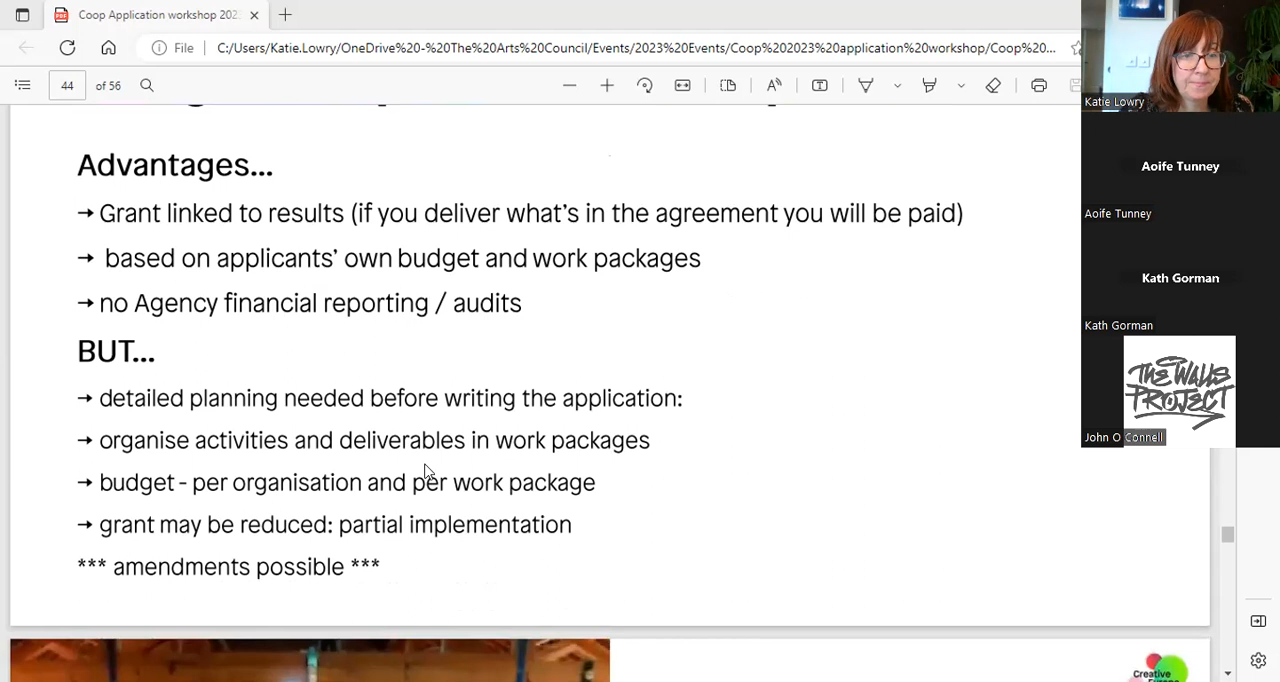 Coop Application workshop 202
File
C:/Users/Katie.Lowry/OneDrive%20-%20The%20Arts%20Council/Events/2023%20Events/Coop%202023%20application%20workshop/Coop%20...
44 of 56
Advantages...
→ Grant linked to results (if you deliver what's in the agreement you will be paid)
→ based on applicants' own budget and work packages
→ no Agency financial reporting / audits
BUT...
→ detailed planning needed before writing the application:
→ organise activities and deliverables in work packages
→ budget - per organisation and per work package
→ grant may be reduced: partial implementation
*** amendments possible ***
Creative
Katie Lowry
Aoife Tunney
Aoife Tunney
Kath Gorman
Kath Gorman
THE WALLS
PROJECT
John O Connell